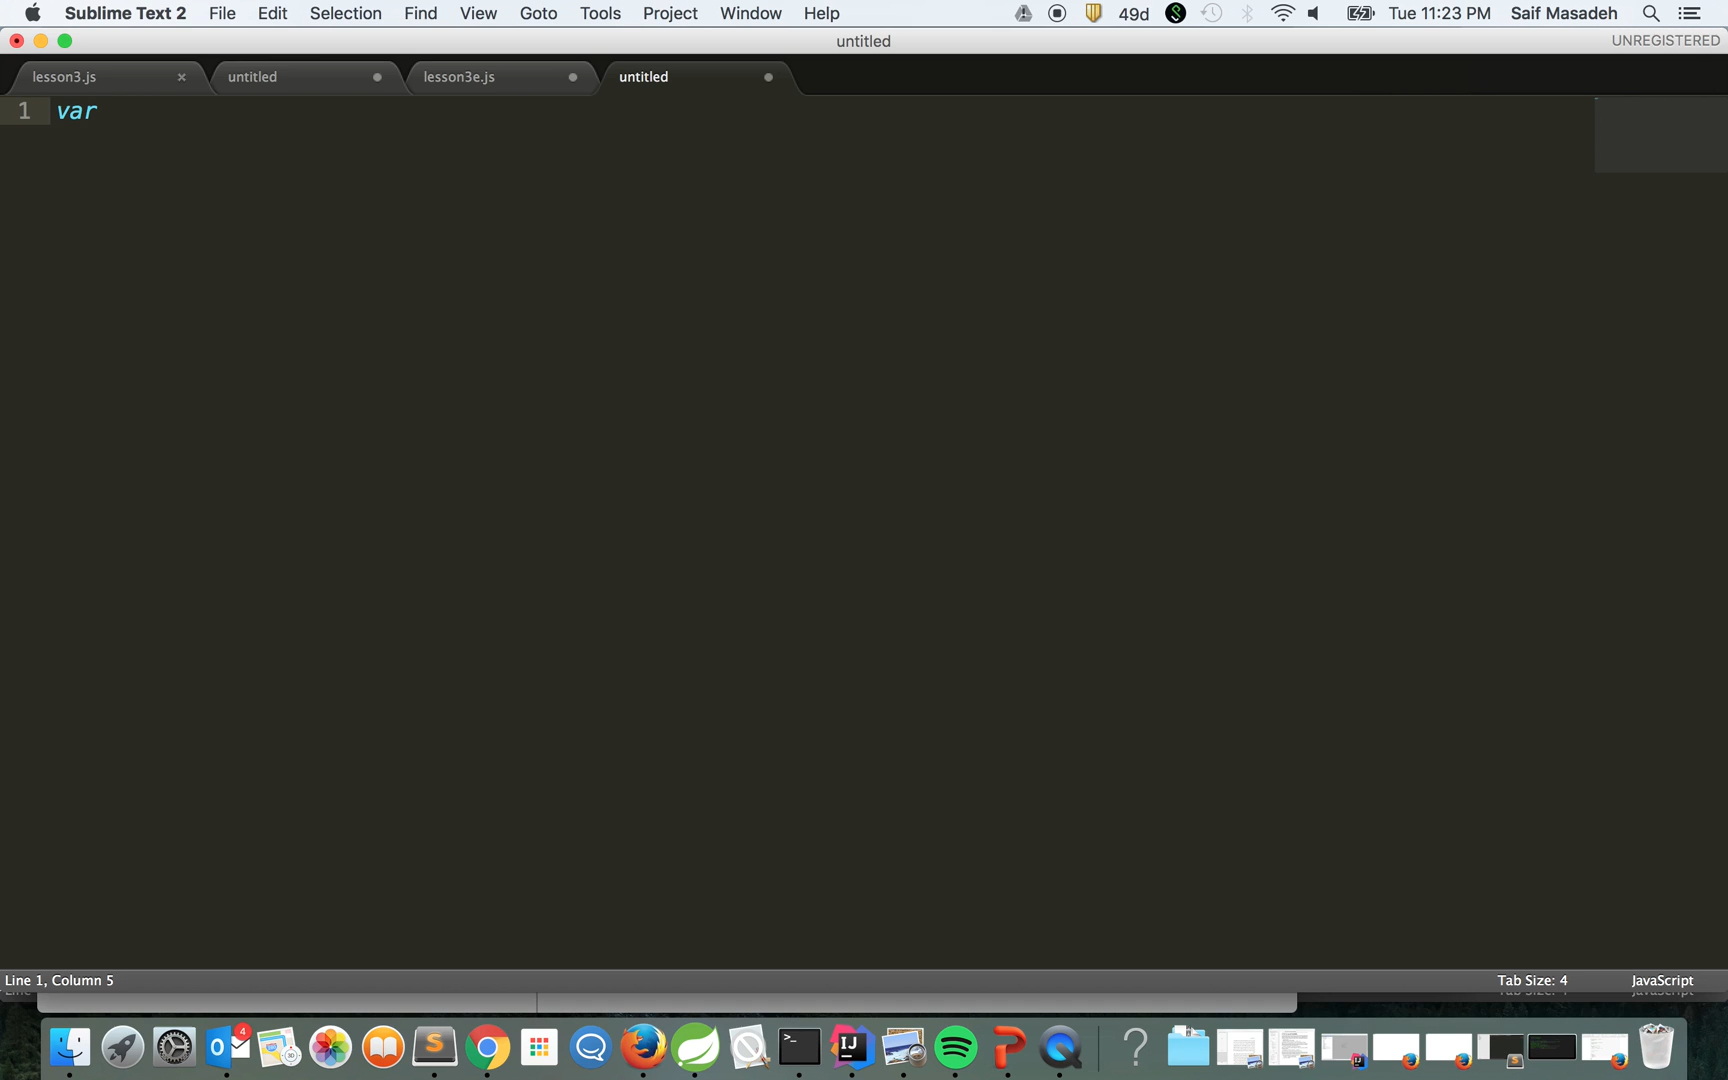 Sublime Text 2 File Edit Selection Find View Goto Tools Project Window Help 49d Tue 11:23 PM Saif Masadeh
untitled UNREGISTERED
lesson3.js untitled lesson3e.js untitled
1 var
Line 1, Column 5 Tab Size: 4 JavaScript
4